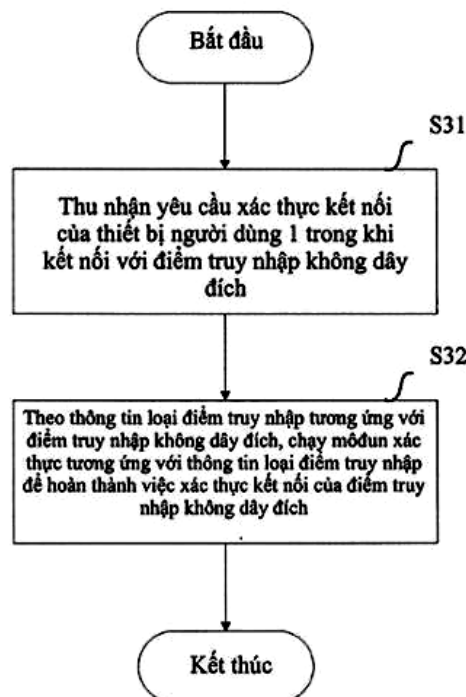 Bắt đầu
S31
Thu nhận yêu cầu xác thực kết nối
của thiết bị người dùng 1 trong khi
kết nối với điểm truy nhập không dây
đích
S32
Theo thông tin loại điểm truy nhập tương ứng với
điểm truy nhập không dây đích, chạy môđun xác
thực tương ứng với thông tin loại điểm truy nhập
để hoàn thành việc xác thực kết nối của điểm truy
nhập không dây đích
Kết thúc